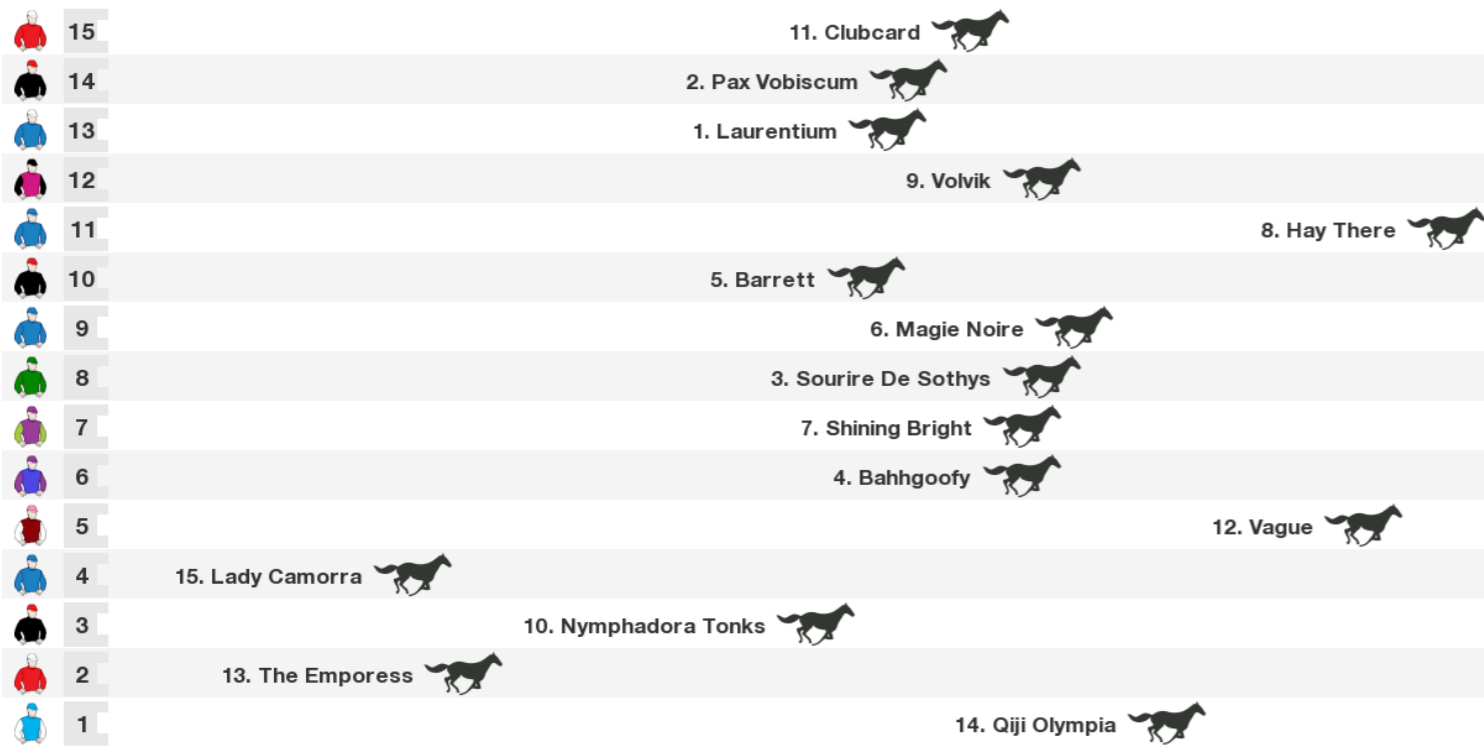 15 11. Clubcard
14 2. Pax Vobiscum
13 1. Laurentium
12 9. Volvik
11 8. Hay There
10 5. Barrett
9 6. Magie Noire
8 3. Sourire De Sothys
7 7. Shining Bright
6 4. Bahhgoofy
5 12. Vague
4 15. Lady Camorra
3 10. Nymphadora Tonks
2 13. The Emporess
1 14. Qiji Olympia